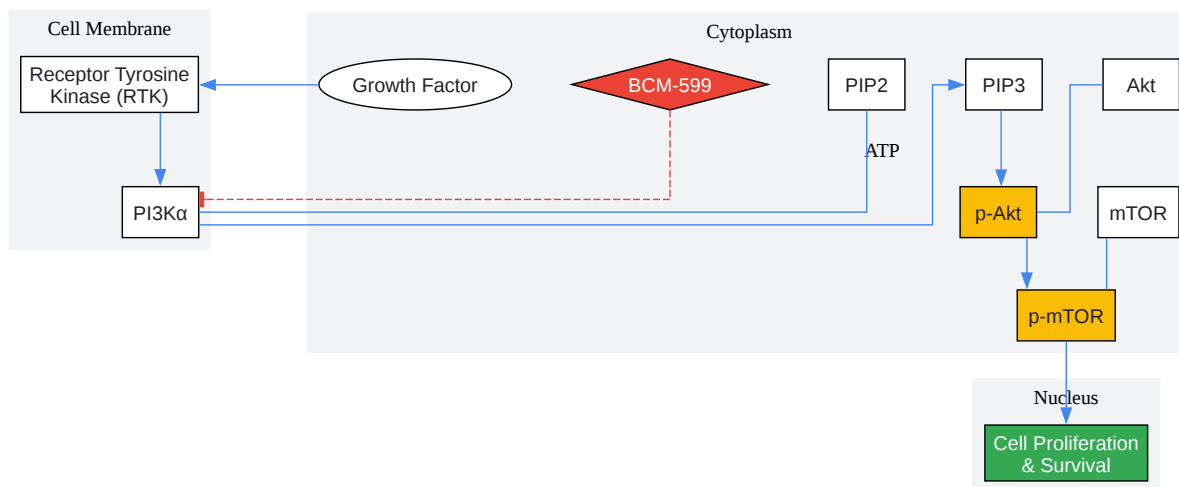 Cell Membrane
Cytoplasm
Receptor Tyrosine
Kinase (RTK)
Growth Factor
BCM-599
PIP2
PIP3
Akt
ATP
PI3Kα
p-Akt
mTOR
p-mTOR
Nucleus
Cell Proliferation
& Survival